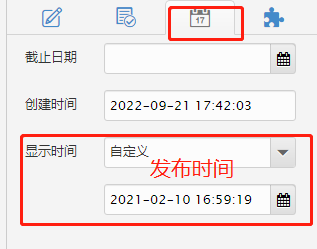 17
截止日期
创建时间 2022-09-21 17:42:03
显示时间 自定义
发布时间
2021-02-10 16:59:19